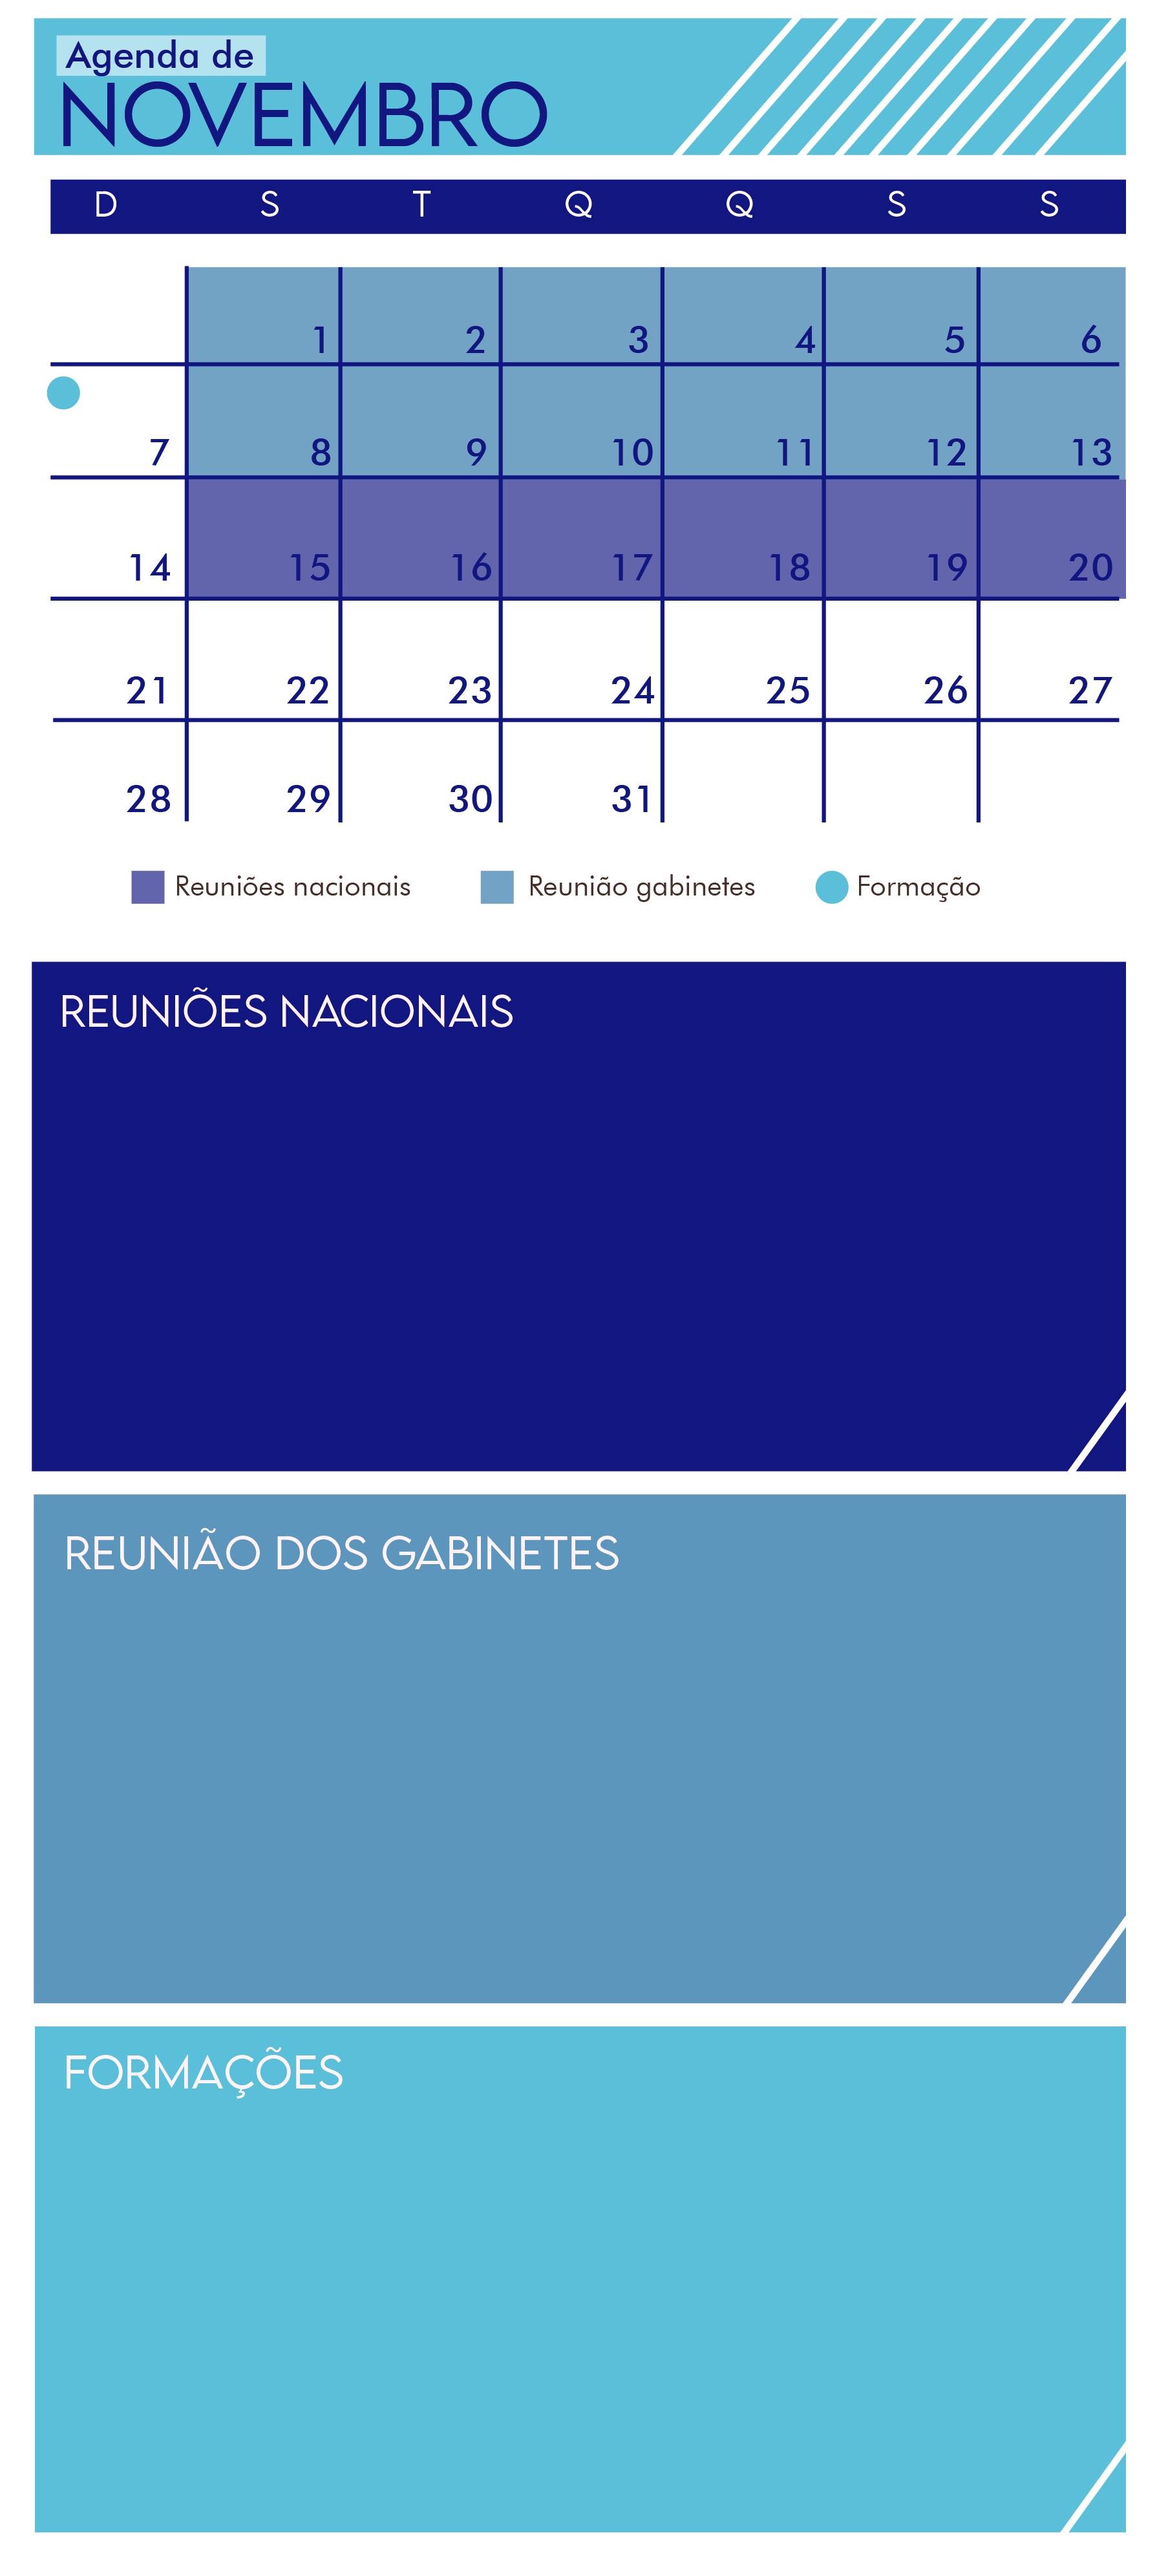 Agenda de
NOVEMBRO
D S T Q Q S S
1 2 3 4 5 6
7 8 9 10 11 12 13
14 15 16 17 18 19 20
21 22 23 24 25 26 27
28 29 30 31
Reuniões nacionais Reunião gabinetes Formação
REUNIÕES NACIONAIS
REUNIÃO DOS GABINETES
FORMAÇÕES